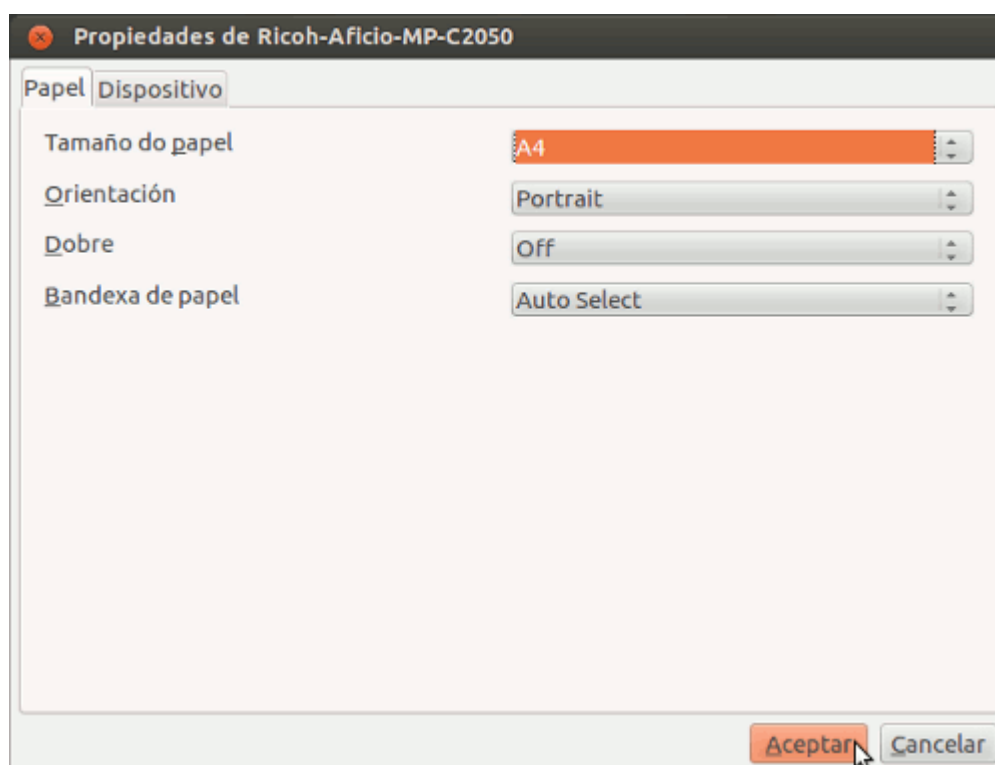 Propiedades de Ricoh-Aficio-MP-C2050
Papel Dispositivo
Tamaño do papel A4
Orientación Portrait
Dobre Off
Bandexa de papel Auto Select
Aceptar Cancelar